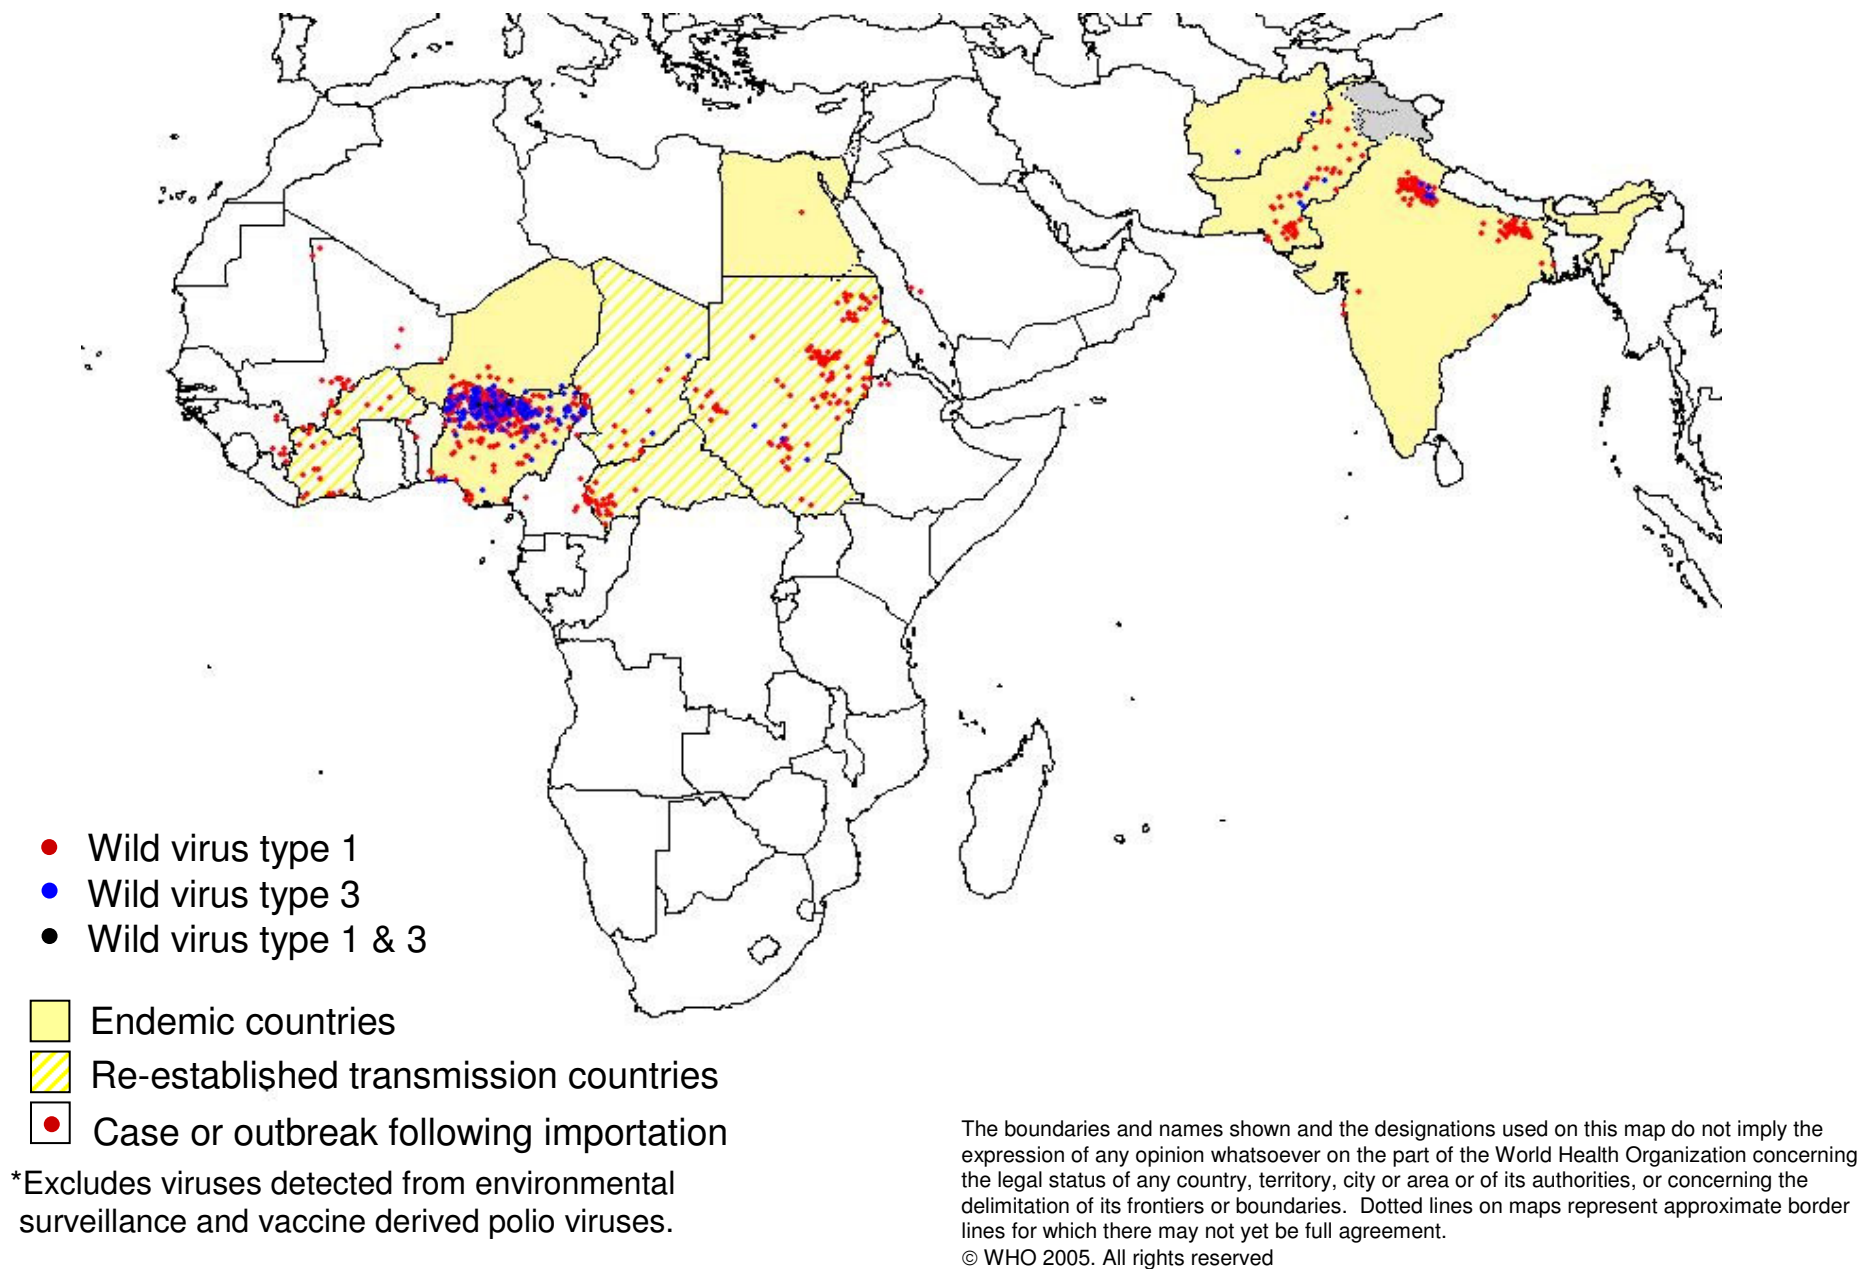 Wild virus type 1
Wild virus type 3
Wild virus type 1 & 3
Endemic countries
Re-established transmission countries
Case or outbreak following importation
*Excludes viruses detected from environmental
surveillance and vaccine derived polio viruses.
The boundaries and names shown and the designations used on this map do not imply the
expression of any opinion whatsoever on the part of the World Health Organization concerning
the legal status of any country, territory, city or area or of its authorities, or concerning the
delimitation of its frontiers or boundaries.  Dotted lines on maps represent approximate border
lines for which there may not yet be full agreement.
© WHO 2005. All rights reserved